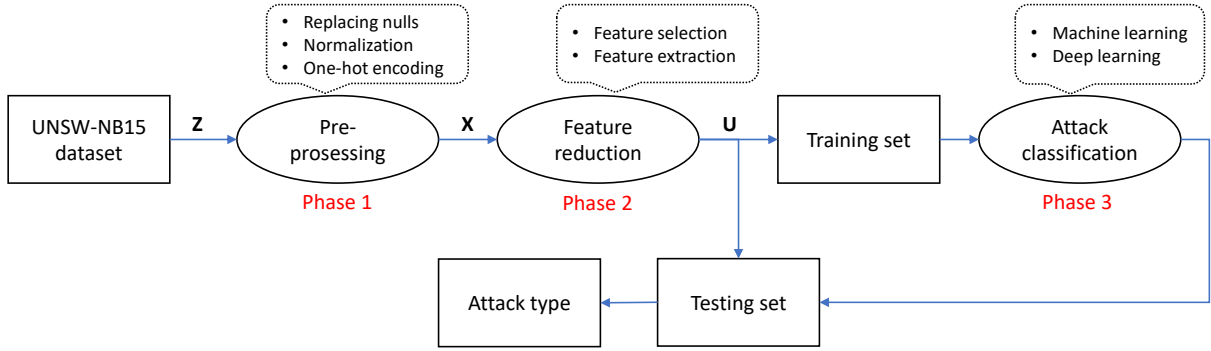 • Replacing nulls
• Normalization
• One-hot encoding
• Feature selection
• Feature extraction
• Machine learning
• Deep learning
UNSW-NB15
dataset
Z
Pre-
prosessing
X
Feature
reduction
U
Training set
Attack
classification
Phase 1
Phase 2
Phase 3
Attack type
Testing set